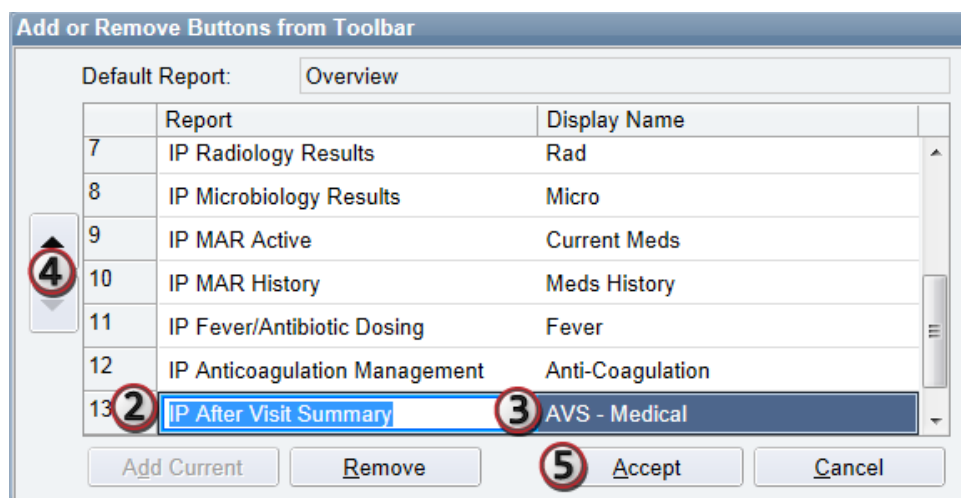 Add or Remove Buttons from Toolbar
Default Report: Overview
Report Display Name
7 IP Radiology Results Rad
8 IP Microbiology Results Micro
9 IP MAR Active Current Meds
4
10 IP MAR History Meds History
11 IP Fever/Antibiotic Dosing Fever
12 IP Anticoagulation Management Anti-Coagulation
13 2 IP After Visit Summary 3 AVS - Medical
Add Current Remove 5 Accept Cancel